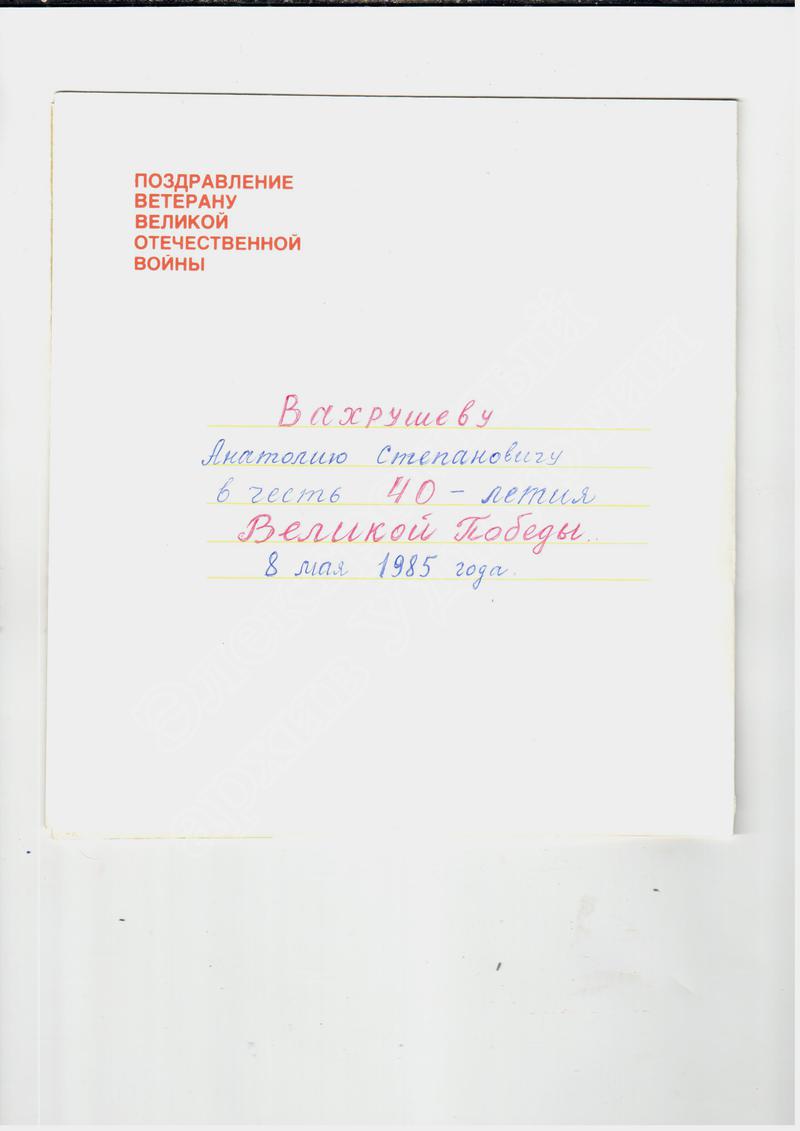 ПОЗДРАВЛЕНИЕ
ВЕТЕРАНУ
ВЕЛИКОЙ
ОТЕЧЕСТВЕННОЙ
ВОЙНЫ
Вахрушеву
Анатолию Степановичу
в честь 40-летия
Великой Победы.
8 мая 1985 года.